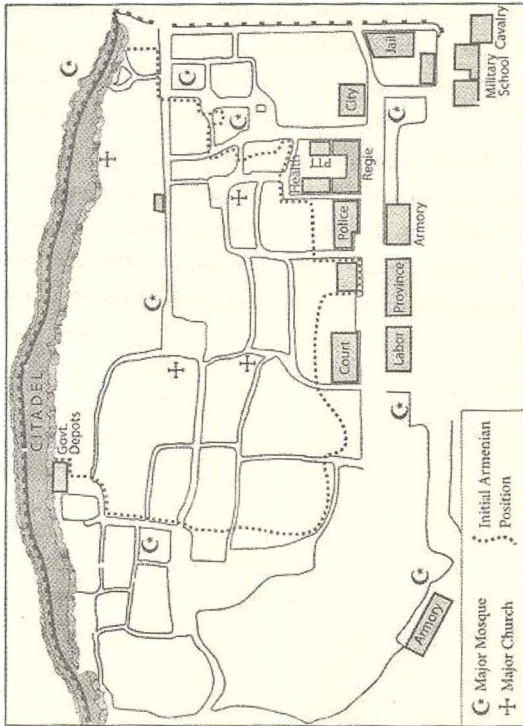 CITADEL
Govt.
Depots
Health
Regie
Police
City
Jail
Military
School
Cavalry
Armory
Court
Labor
Province
Armory
Major Mosque
Major Church
Initial Armenian
Position